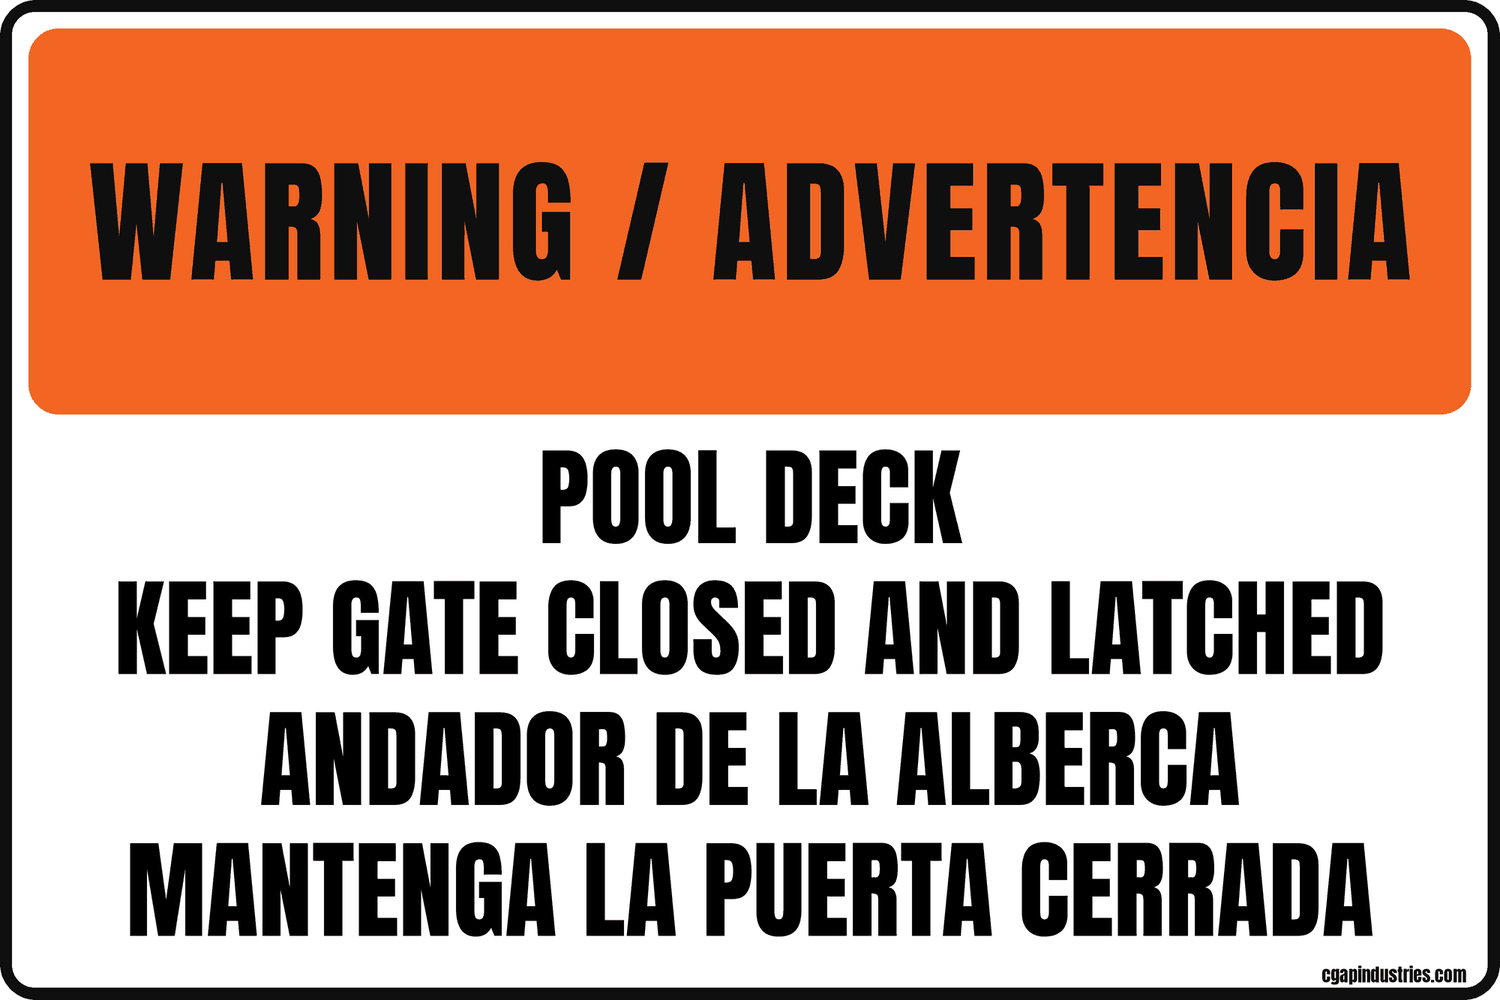 WARNING / ADVERTENCIA
POOL DECK
KEEP GATE CLOSED AND LATCHED
ANDADOR DE LA ALBERCA
MANTENGA LA PUERTA CERRADA
cgapindustries.com